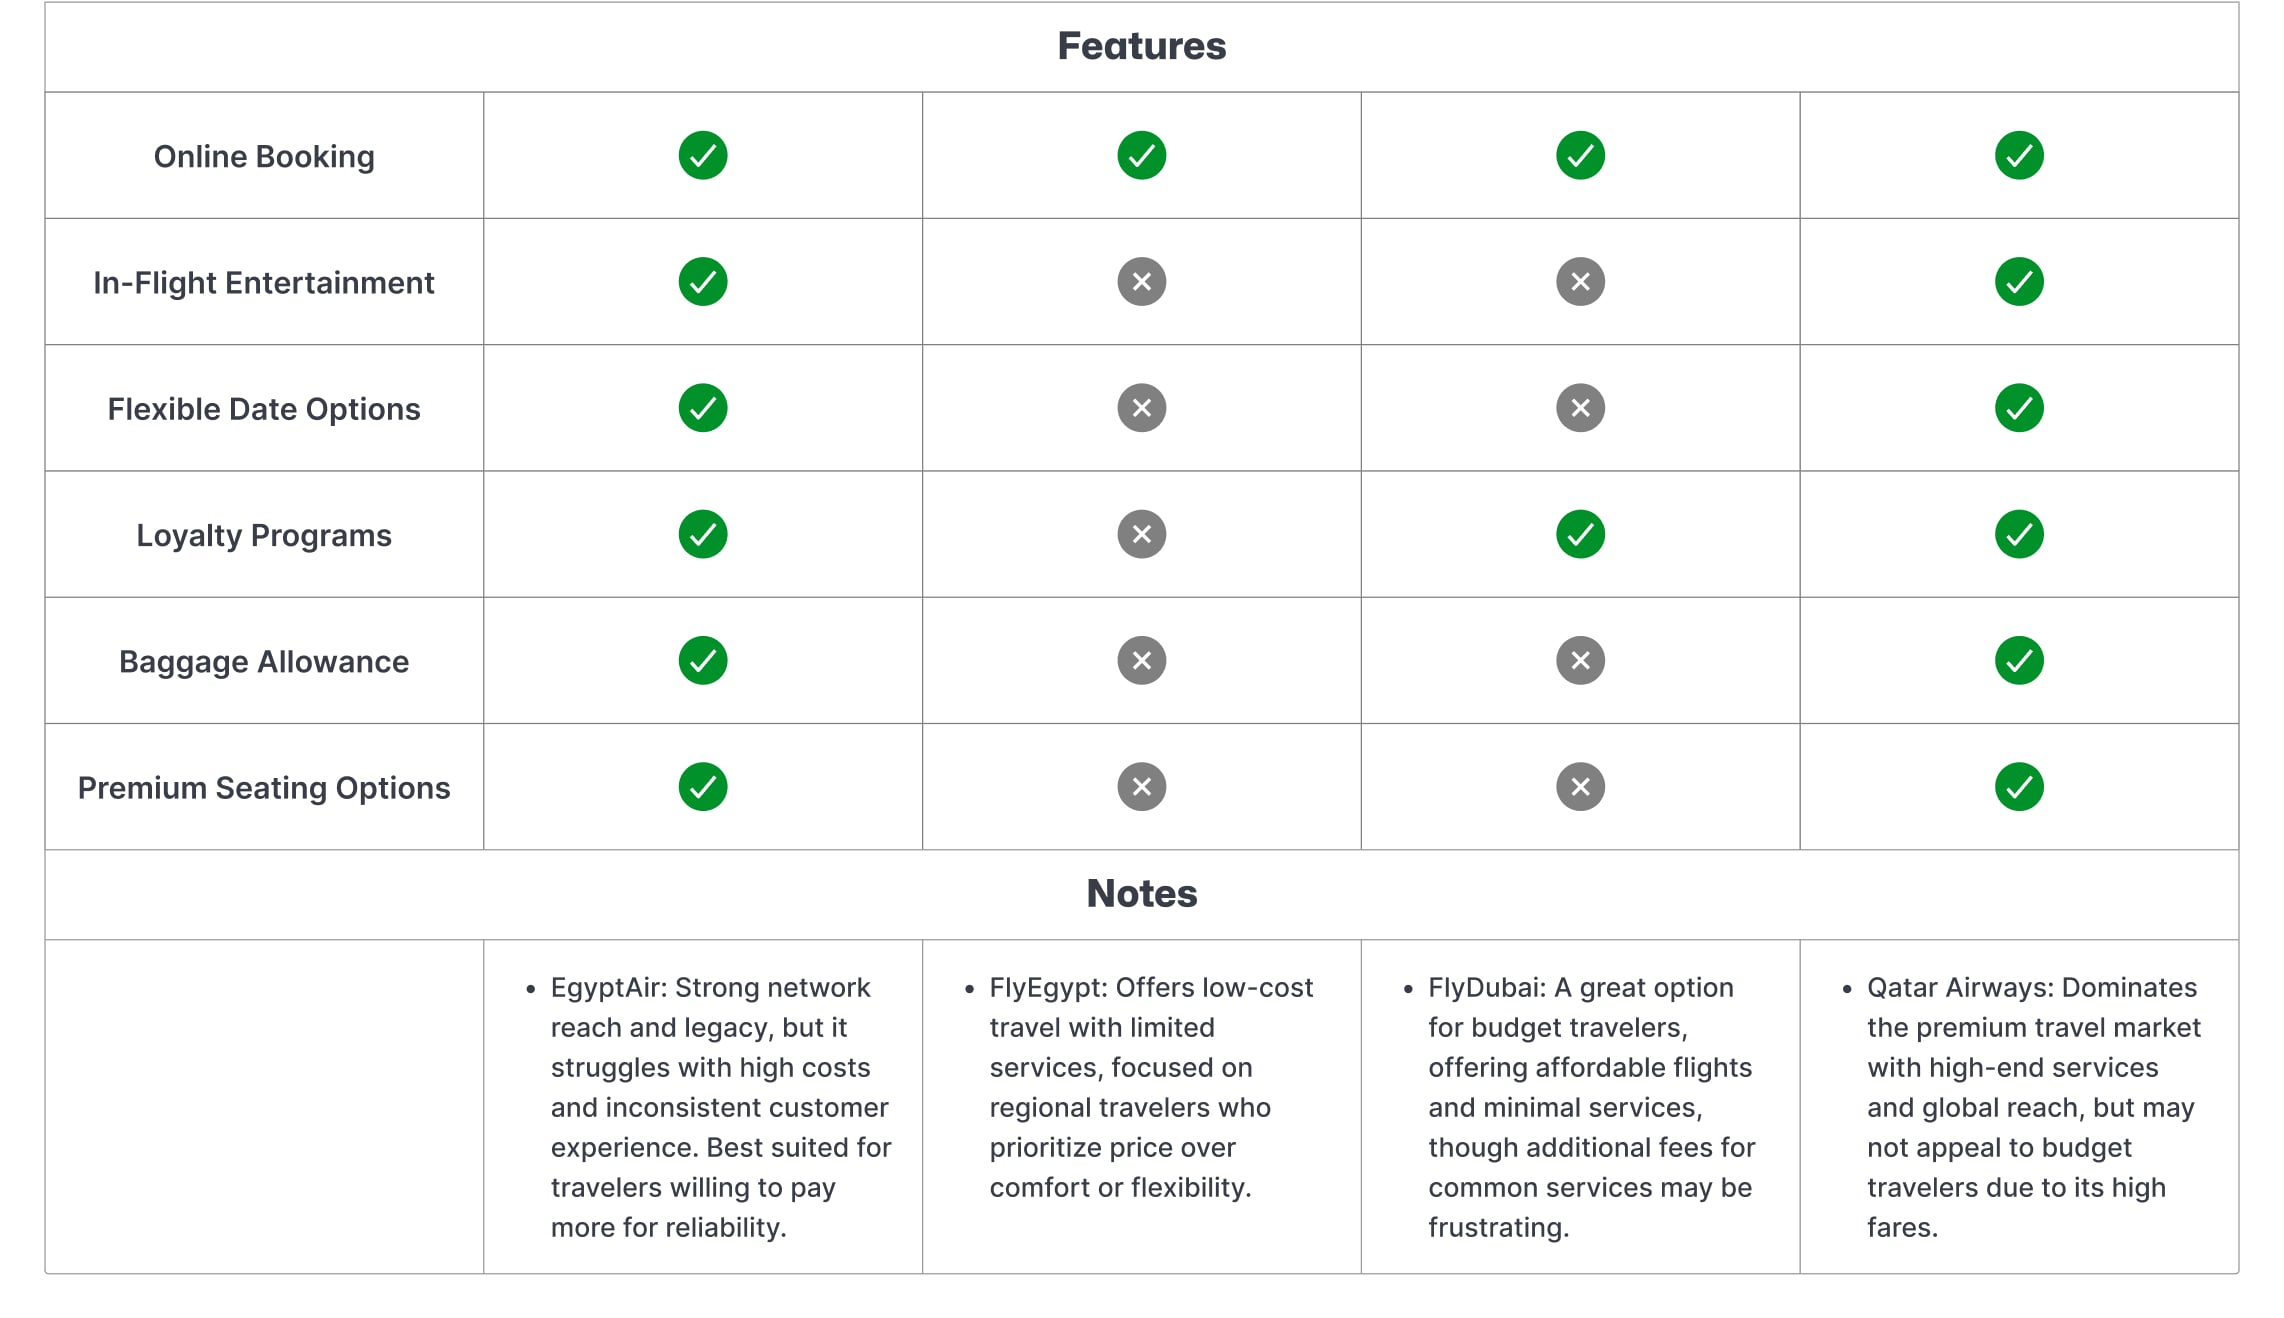 Features
Online Booking
In-Flight Entertainment
Flexible Date Options
Loyalty Programs
Baggage Allowance
Premium Seating Options
Notes
• EgyptAir: Strong network
reach and legacy, but it
struggles with high costs
and inconsistent customer
experience. Best suited for
travelers willing to pay
more for reliability.
• FlyEgypt: Offers low-cost
travel with limited
services, focused on
regional travelers who
prioritize price over
comfort or flexibility.
• FlyDubai: A great option
for budget travelers,
offering affordable flights
and minimal services,
though additional fees for
common services may be
frustrating.
• Qatar Airways: Dominates
the premium travel market
with high-end services
and global reach, but may
not appeal to budget
travelers due to its high
fares.